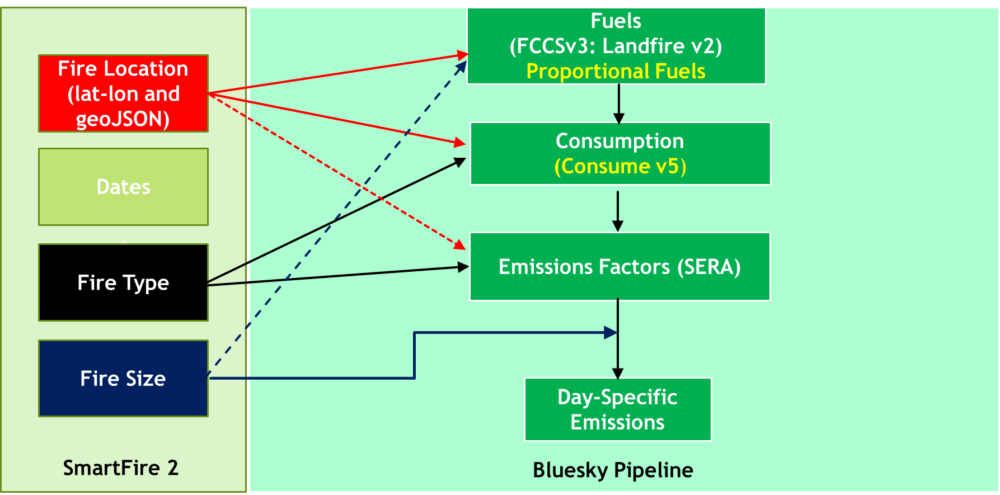 Fire Location
(lat-lon and
geoJSON)
Dates
Fire Type
Fire Size
SmartFire 2
Fuels
(FCCSv3: Landfire v2)
Proportional Fuels
Consumption
(Consume v5)
Emissions Factors (SERA)
Day-Specific
Emissions
Bluesky Pipeline